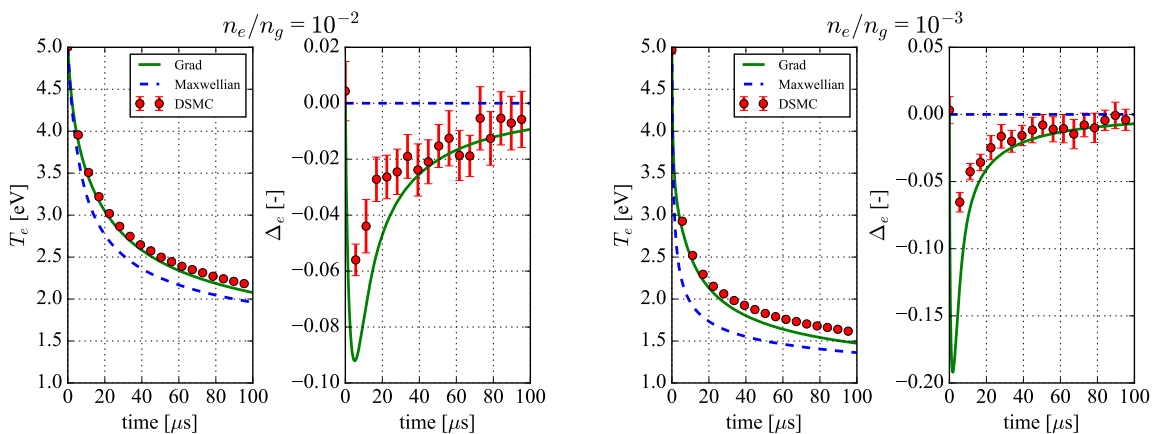 n_e/n_g = 10^{-2}
5.0
4.5
4.0
3.5
3.0
2.5
2.0
1.5
1.0
T_e [eV]
0 20 40 60 80 100
time [μs]
Grad
Maxwellian
DSMC
0.02
0.00
−0.02
−0.04
−0.06
−0.08
−0.10
Δ_e [-]
0 20 40 60 80 100
time [μs]
n_e/n_g = 10^{-3}
5.0
4.5
4.0
3.5
3.0
2.5
2.0
1.5
1.0
T_e [eV]
0 20 40 60 80 100
time [μs]
Grad
Maxwellian
DSMC
0.05
0.00
−0.05
−0.10
−0.15
−0.20
Δ_e [-]
0 20 40 60 80 100
time [μs]